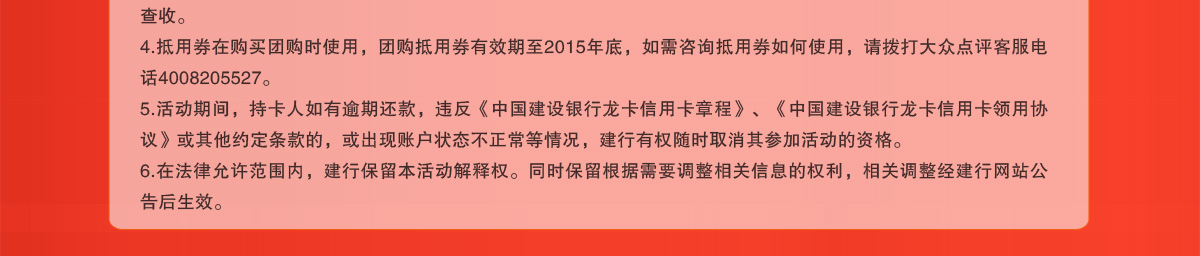 查收。
4.抵用券在购买团购时使用，团购抵用券有效期至2015年底，如需咨询抵用券如何使用，请拨打大众点评客服电
话4008205527。
5.活动期间，持卡人如有逾期还款，违反《中国建设银行龙卡信用卡章程》、《中国建设银行龙卡信用卡领用协
议》或其他约定条款的，或出现账户状态不正常等情况，建行有权随时取消其参加活动的资格。
6.在法律允许范围内，建行保留本活动解释权。同时保留根据需要调整相关信息的权利，相关调整经建行网站公
告后生效。